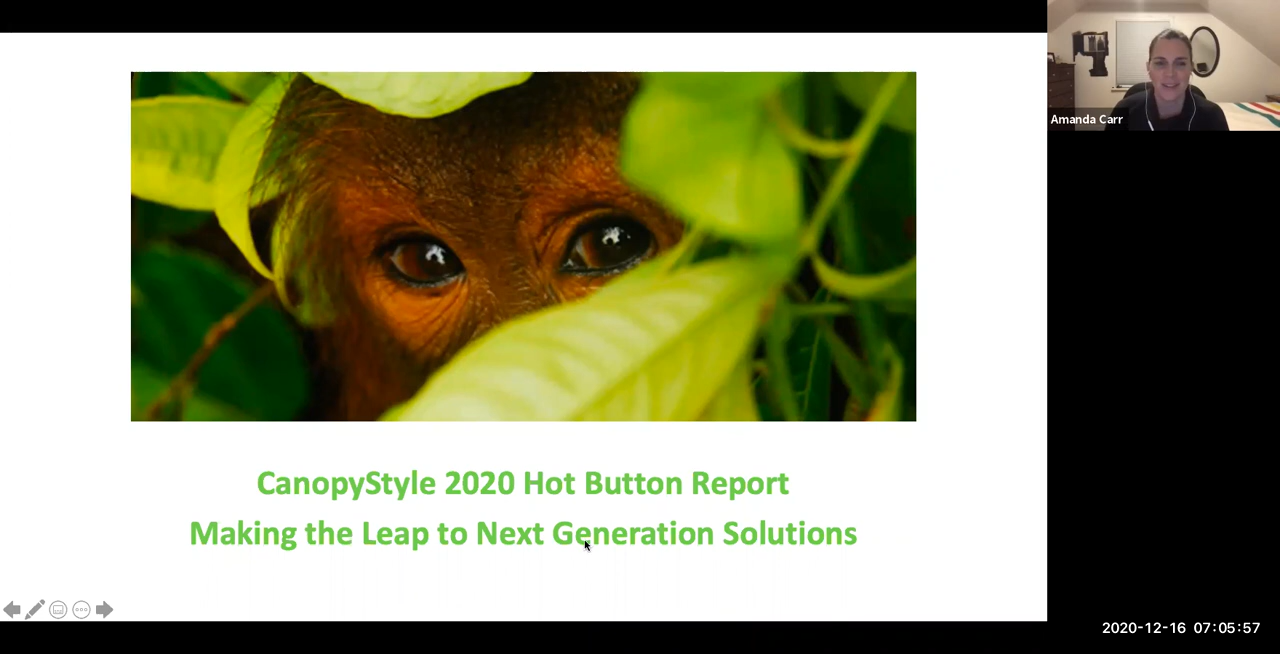 Amanda Carr
CanopyStyle 2020 Hot Button Report
Making the Leap to Next Generation Solutions
2020-12-16 07:05:57